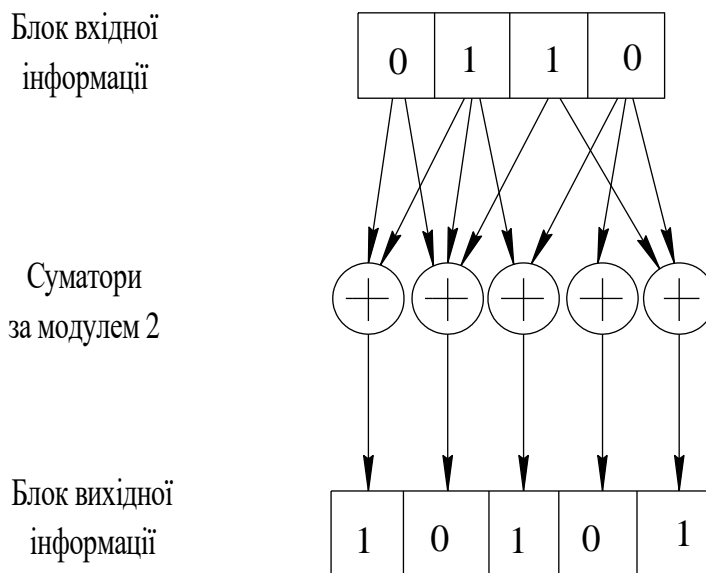 Блок вхідної
інформації
0 1 1 0
Суматори
за модулем 2
Блок вихідної
інформації
1 0 1 0 1